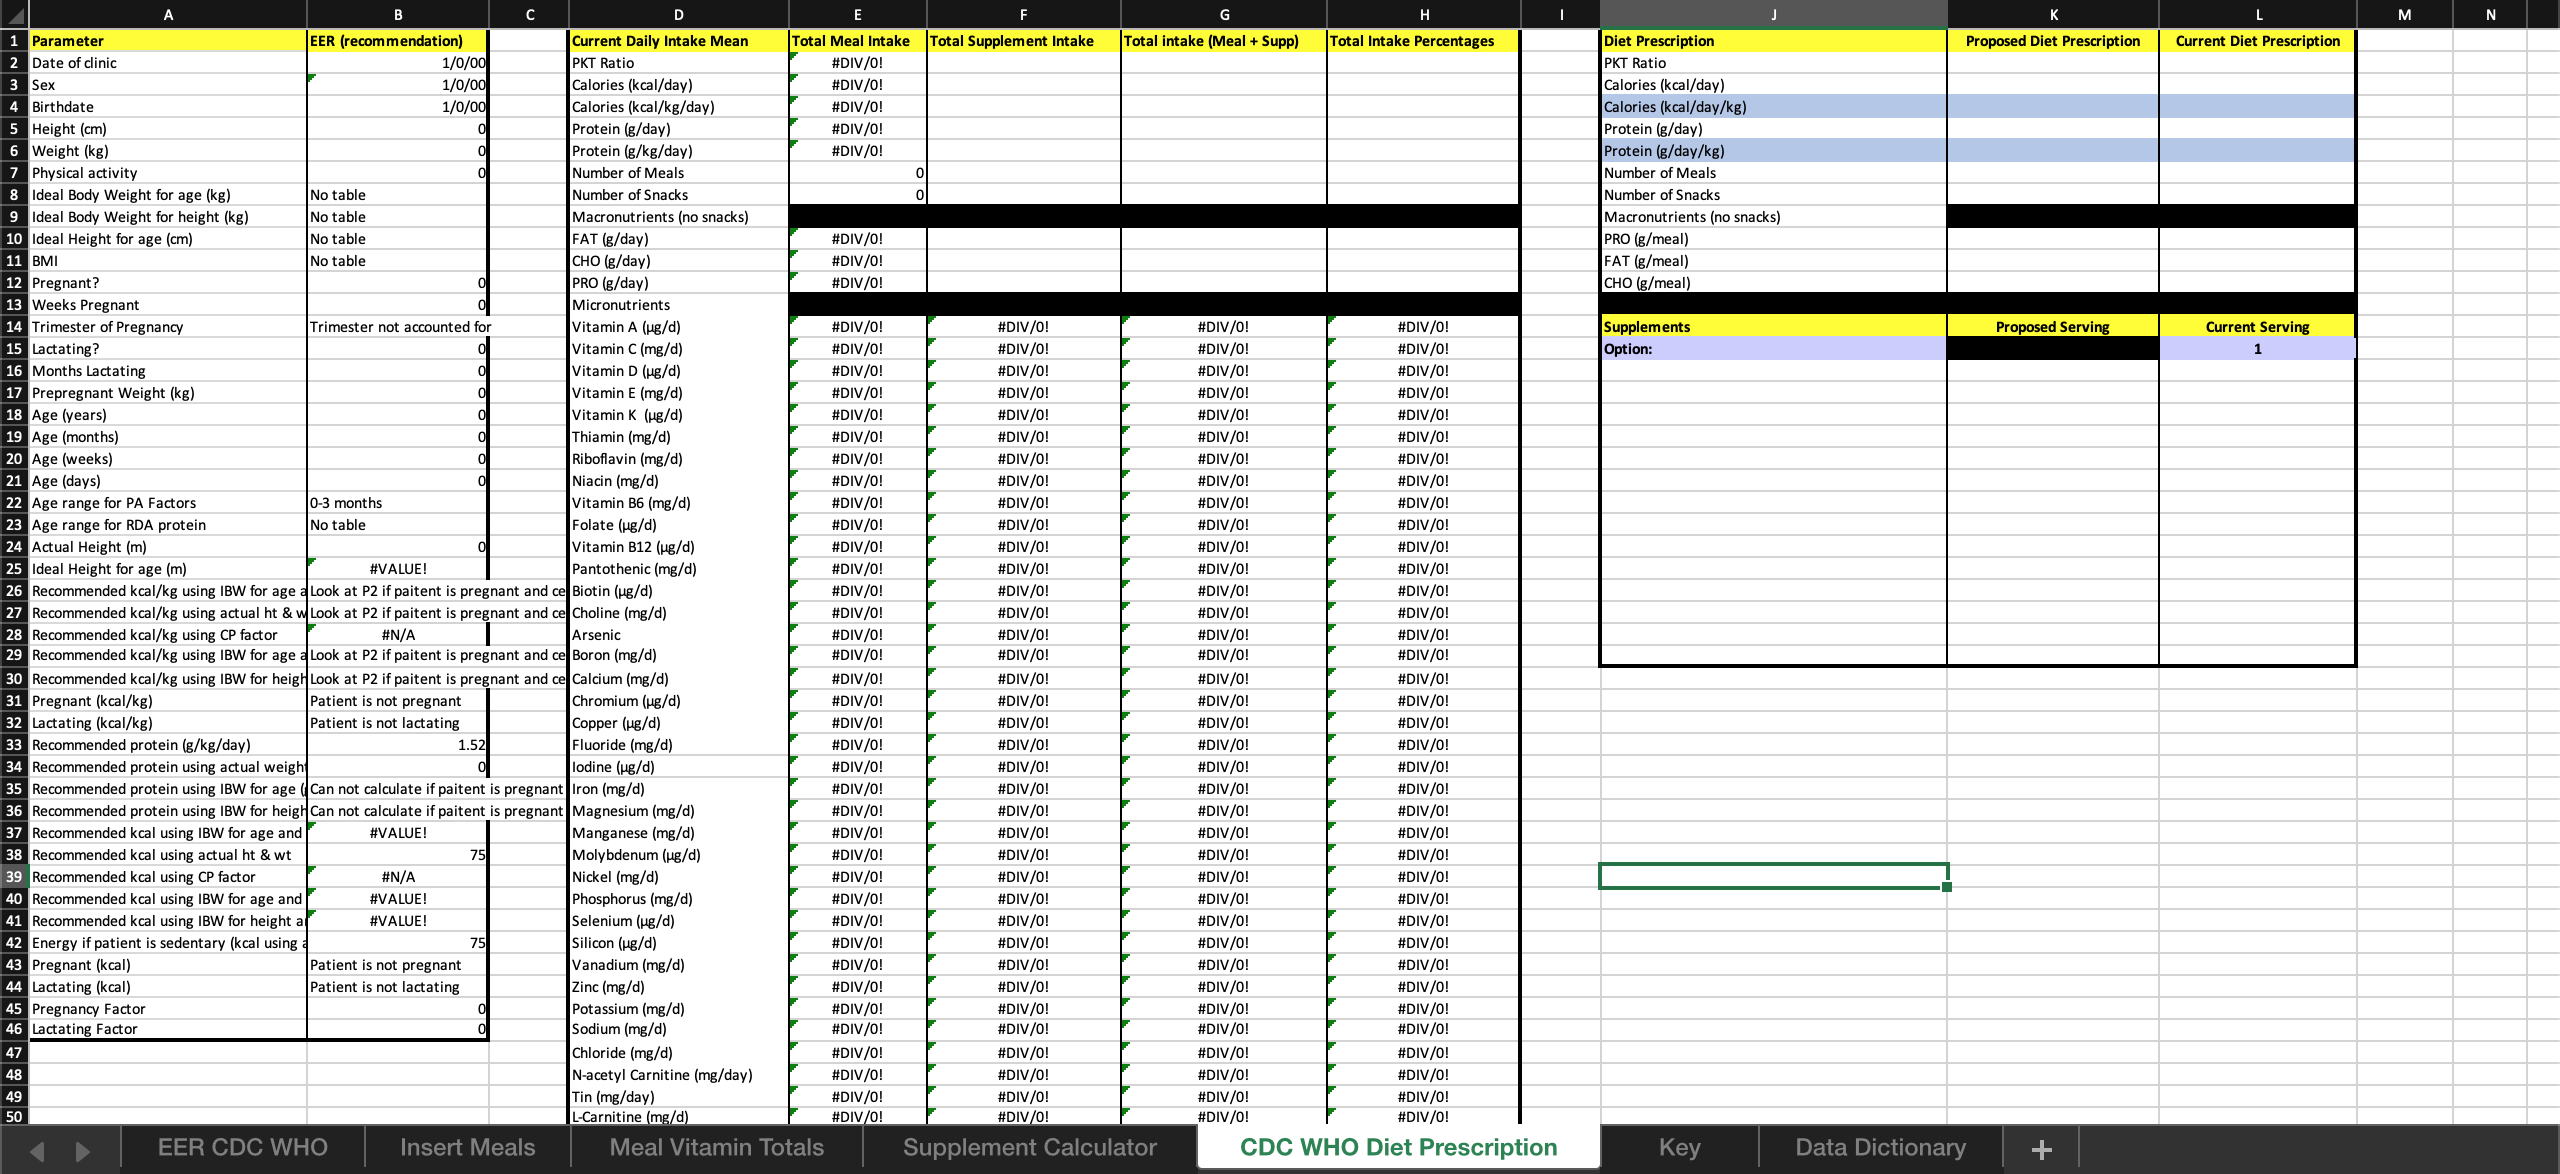 A B C D E F G H I J K L M N
1 Parameter EER (recommendation) Current Daily Intake Mean Total Meal Intake Total Supplement Intake Total intake (Meal + Supp) Total Intake Percentages Diet Prescription Proposed Diet Prescription Current Diet Prescription
2 Date of clinic 1/0/00 PKT Ratio #DIV/0! PKT Ratio
3 Sex 1/0/00 Calories (kcal/day) #DIV/0! Calories (kcal/day)
4 Birthdate 1/0/00 Calories (kcal/kg/day) #DIV/0! Calories (kcal/day/kg)
5 Height (cm) 0 Protein (g/day) #DIV/0! Protein (g/day)
6 Weight (kg) 0 Protein (g/kg/day) #DIV/0! Protein (g/day/kg)
7 Physical activity 0 Number of Meals 0 Number of Meals
8 Ideal Body Weight for age (kg) No table Number of Snacks 0 Number of Snacks
9 Ideal Body Weight for height (kg) No table Macronutrients (no snacks) Macronutrients (no snacks)
10 Ideal Height for age (cm) No table FAT (g/day) #DIV/0! PRO (g/meal)
11 BMI No table CHO (g/day) #DIV/0! FAT (g/meal)
12 Pregnant? 0 PRO (g/day) #DIV/0! CHO (g/meal)
13 Weeks Pregnant 0 Micronutrients
14 Trimester of Pregnancy Trimester not accounted for Vitamin A (µg/d) #DIV/0! #DIV/0! #DIV/0! #DIV/0! Supplements Proposed Serving Current Serving
15 Lactating? 0 Vitamin C (mg/d) #DIV/0! #DIV/0! #DIV/0! #DIV/0! Option: 1
16 Months Lactating 0 Vitamin D (µg/d) #DIV/0! #DIV/0! #DIV/0! #DIV/0!
17 Prepregnant Weight (kg) 0 Vitamin E (mg/d) #DIV/0! #DIV/0! #DIV/0! #DIV/0!
18 Age (years) 0 Vitamin K (µg/d) #DIV/0! #DIV/0! #DIV/0! #DIV/0!
19 Age (months) 0 Thiamin (mg/d) #DIV/0! #DIV/0! #DIV/0! #DIV/0!
20 Age (weeks) 0 Riboflavin (mg/d) #DIV/0! #DIV/0! #DIV/0! #DIV/0!
21 Age (days) 0 Niacin (mg/d) #DIV/0! #DIV/0! #DIV/0! #DIV/0!
22 Age range for PA Factors 0-3 months Vitamin B6 (mg/d) #DIV/0! #DIV/0! #DIV/0! #DIV/0!
23 Age range for RDA protein No table Folate (µg/d) #DIV/0! #DIV/0! #DIV/0! #DIV/0!
24 Actual Height (m) 0 Vitamin B12 (µg/d) #DIV/0! #DIV/0! #DIV/0! #DIV/0!
25 Ideal Height for age (m) #VALUE! Pantothenic (mg/d) #DIV/0! #DIV/0! #DIV/0! #DIV/0!
26 Recommended kcal/kg using IBW for age a Look at P2 if paitent is pregnant and ce Biotin (µg/d) #DIV/0! #DIV/0! #DIV/0! #DIV/0!
27 Recommended kcal/kg using actual ht & w Look at P2 if paitent is pregnant and ce Choline (mg/d) #DIV/0! #DIV/0! #DIV/0! #DIV/0!
28 Recommended kcal/kg using CP factor #N/A Arsenic #DIV/0! #DIV/0! #DIV/0! #DIV/0!
29 Recommended kcal/kg using IBW for age a Look at P2 if paitent is pregnant and ce Boron (mg/d) #DIV/0! #DIV/0! #DIV/0! #DIV/0!
30 Recommended kcal/kg using IBW for heigh Look at P2 if paitent is pregnant and ce Calcium (mg/d) #DIV/0! #DIV/0! #DIV/0! #DIV/0!
31 Pregnant (kcal/kg) Patient is not pregnant Chromium (µg/d) #DIV/0! #DIV/0! #DIV/0! #DIV/0!
32 Lactating (kcal/kg) Patient is not lactating Copper (µg/d) #DIV/0! #DIV/0! #DIV/0! #DIV/0!
33 Recommended protein (g/kg/day) 1.52 Fluoride (mg/d) #DIV/0! #DIV/0! #DIV/0! #DIV/0!
34 Recommended protein using actual weight 0 Iodine (µg/d) #DIV/0! #DIV/0! #DIV/0! #DIV/0!
35 Recommended protein using IBW for age ( Can not calculate if paitent is pregnant Iron (mg/d) #DIV/0! #DIV/0! #DIV/0! #DIV/0!
36 Recommended protein using IBW for heigh Can not calculate if paitent is pregnant Magnesium (mg/d) #DIV/0! #DIV/0! #DIV/0! #DIV/0!
37 Recommended kcal using IBW for age and #VALUE! Manganese (mg/d) #DIV/0! #DIV/0! #DIV/0! #DIV/0!
38 Recommended kcal using actual ht & wt 75 Molybdenum (µg/d) #DIV/0! #DIV/0! #DIV/0! #DIV/0!
39 Recommended kcal using CP factor #N/A Nickel (mg/d) #DIV/0! #DIV/0! #DIV/0! #DIV/0!
40 Recommended kcal using IBW for age and #VALUE! Phosphorus (mg/d) #DIV/0! #DIV/0! #DIV/0! #DIV/0!
41 Recommended kcal using IBW for height a #VALUE! Selenium (µg/d) #DIV/0! #DIV/0! #DIV/0! #DIV/0!
42 Energy if patient is sedentary (kcal using a 75 Silicon (µg/d) #DIV/0! #DIV/0! #DIV/0! #DIV/0!
43 Pregnant (kcal) Patient is not pregnant Vanadium (mg/d) #DIV/0! #DIV/0! #DIV/0! #DIV/0!
44 Lactating (kcal) Patient is not lactating Zinc (mg/d) #DIV/0! #DIV/0! #DIV/0! #DIV/0!
45 Pregnancy Factor 0 Potassium (mg/d) #DIV/0! #DIV/0! #DIV/0! #DIV/0!
46 Lactating Factor 0 Sodium (mg/d) #DIV/0! #DIV/0! #DIV/0! #DIV/0!
47 Chloride (mg/d) #DIV/0! #DIV/0! #DIV/0! #DIV/0!
48 N-acetyl Carnitine (mg/day) #DIV/0! #DIV/0! #DIV/0! #DIV/0!
49 Tin (mg/day) #DIV/0! #DIV/0! #DIV/0! #DIV/0!
50 L-Carnitine (mg/d) #DIV/0! #DIV/0! #DIV/0! #DIV/0!
EER CDC WHO Insert Meals Meal Vitamin Totals Supplement Calculator CDC WHO Diet Prescription Key Data Dictionary +